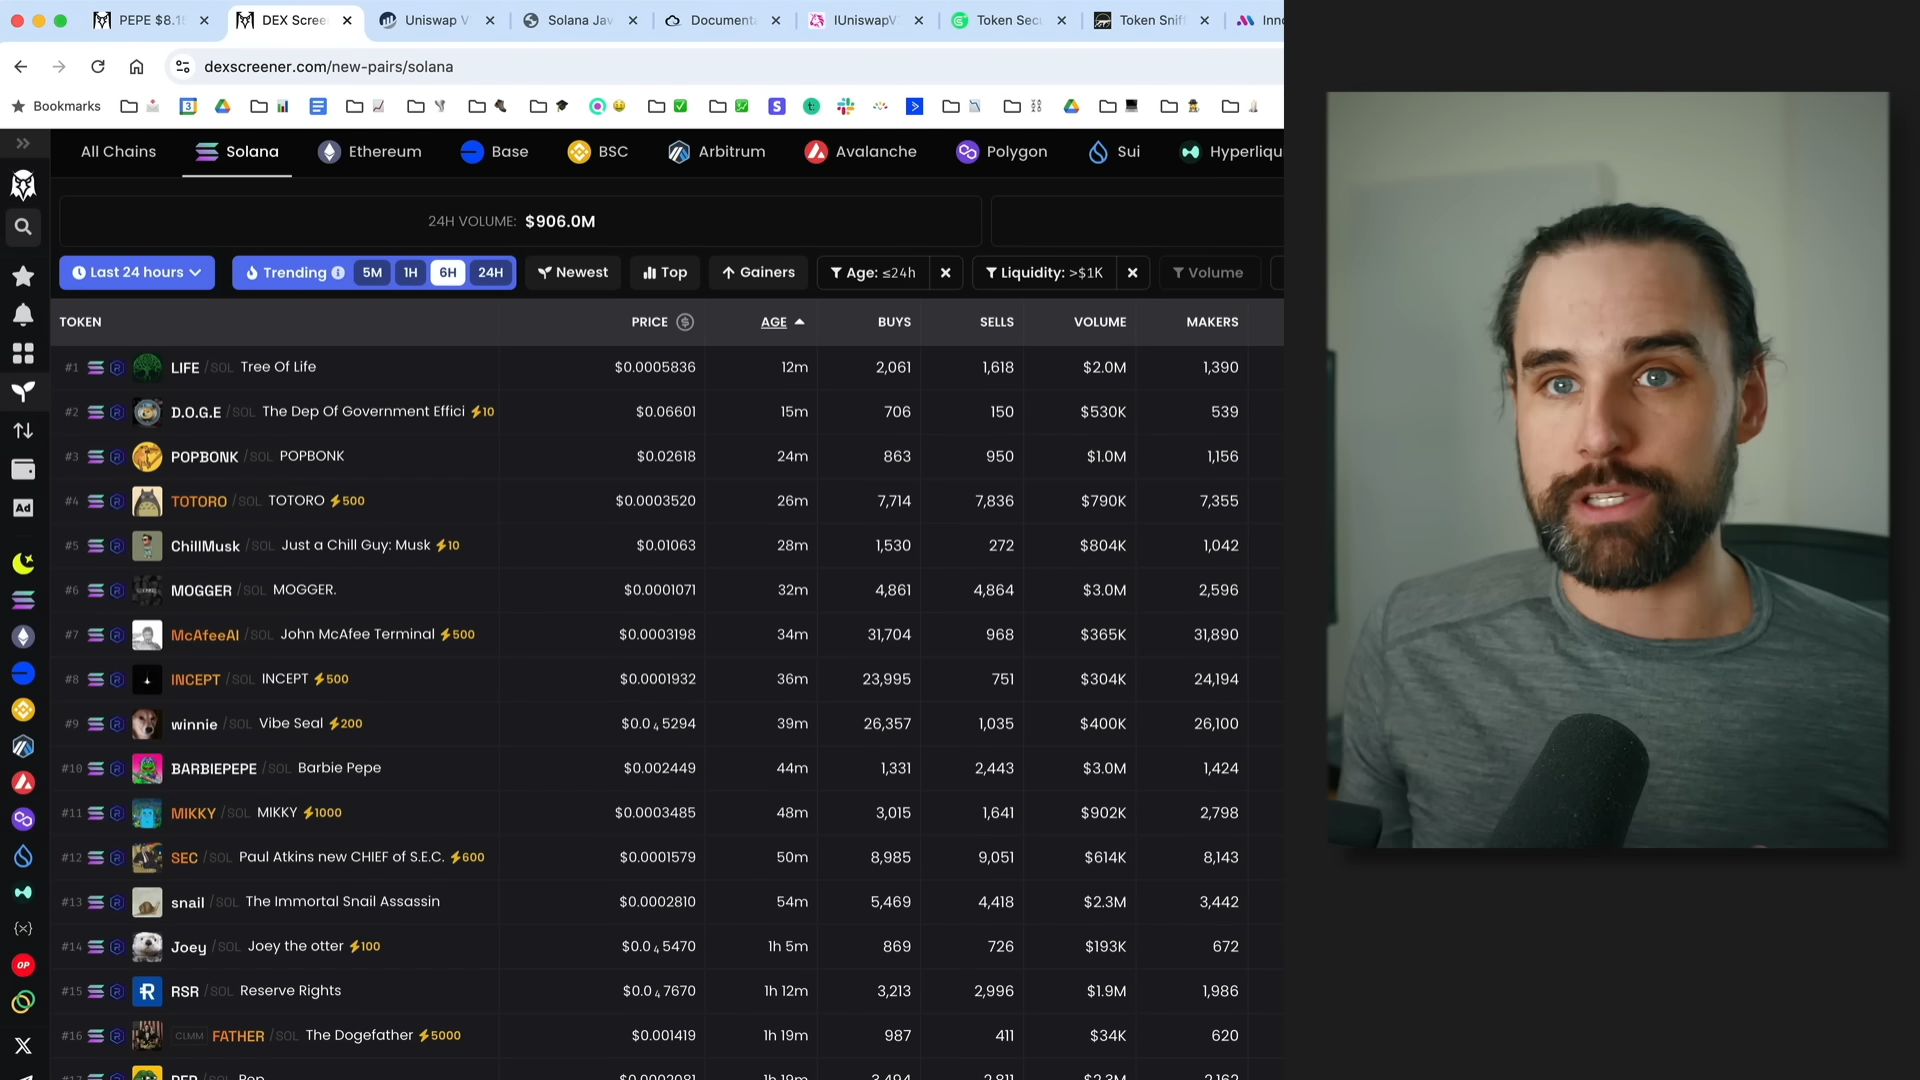 PEPE $8.1
DEX Scree
Uniswap V
Solana Jav
Documenta
IUniswapV
Token Sec
Token Snif
Inno
dexscreener.com/new-pairs/solana
Bookmarks
All Chains
Solana
Ethereum
Base
BSC
Arbitrum
Avalanche
Polygon
Sui
Hyperliqu
24H VOLUME: $906.0M
Last 24 hours
Trending 5M 1H 6H 24H
Newest
Top
Gainers
Age: ≤24h
Liquidity: >$1K
Volume
TOKEN PRICE AGE BUYS SELLS VOLUME MAKERS
#1 LIFE /SOL Tree Of Life $0.0005836 12m 2,061 1,618 $2.0M 1,390
#2 D.O.G.E /SOL The Dep Of Government Effici ⚡10 $0.06601 15m 706 150 $530K 539
#3 POPBONK /SOL POPBONK $0.02618 24m 863 950 $1.0M 1,156
#4 TOTORO /SOL TOTORO ⚡500 $0.0003520 26m 7,714 7,836 $790K 7,355
#5 ChillMusk /SOL Just a Chill Guy: Musk ⚡10 $0.01063 28m 1,530 272 $804K 1,042
#6 MOGGER /SOL MOGGER. $0.0001071 32m 4,861 4,864 $3.0M 2,596
#7 McAfeeAI /SOL John McAfee Terminal ⚡500 $0.0003198 34m 31,704 968 $365K 31,890
#8 INCEPT /SOL INCEPT ⚡500 $0.0001932 36m 23,995 751 $304K 24,194
#9 winnie /SOL Vibe Seal ⚡200 $0.0₄5294 39m 26,357 1,035 $400K 26,100
#10 BARBIEPEPE /SOL Barbie Pepe $0.002449 44m 1,331 2,443 $3.0M 1,424
#11 MIKKY /SOL MIKKY ⚡1000 $0.0003485 48m 3,015 1,641 $902K 2,798
#12 SEC /SOL Paul Atkins new CHIEF of S.E.C. ⚡600 $0.0001579 50m 8,985 9,051 $614K 8,143
#13 snail /SOL The Immortal Snail Assassin $0.0002810 54m 5,469 4,418 $2.3M 3,442
#14 Joey /SOL Joey the otter ⚡100 $0.0₄5470 1h 5m 869 726 $193K 672
#15 RSR /SOL Reserve Rights $0.0₄7670 1h 12m 3,213 2,996 $1.9M 1,986
#16 CLMM FATHER /SOL The Dogefather ⚡5000 $0.001419 1h 19m 987 411 $34K 620
$0.0002081 1h 19m 3,494 2,811 $2.3M 2,162